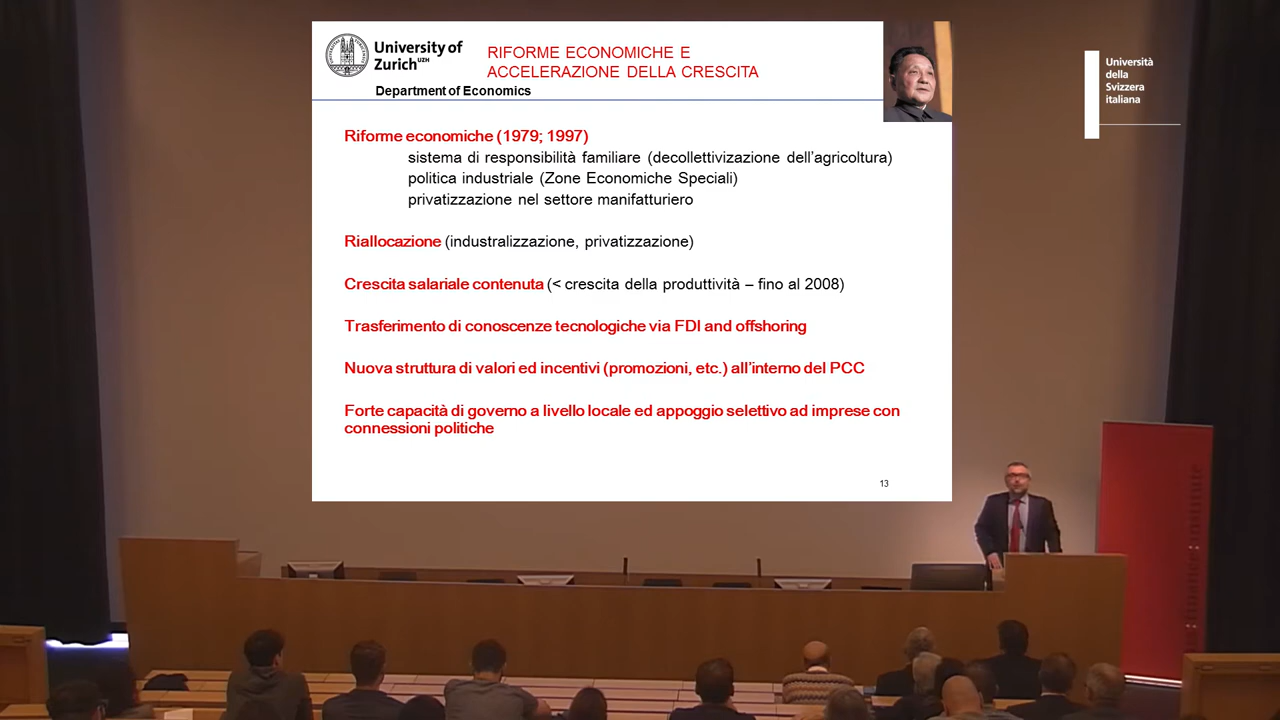 University of
Zurich UZH
Department of Economics
RIFORME ECONOMICHE E
ACCELERAZIONE DELLA CRESCITA
Riforme economiche (1979; 1997)
sistema di responsibilità familiare (decollettivizazione dell'agricoltura)
politica industriale (Zone Economiche Speciali)
privatizzazione nel settore manifatturiero
Riallocazione (industralizzazione, privatizzazione)
Crescita salariale contenuta (< crescita della produttività – fino al 2008)
Trasferimento di conoscenze tecnologiche via FDI and offshoring
Nuova struttura di valori ed incentivi (promozioni, etc.) all'interno del PCC
Forte capacità di governo a livello locale ed appoggio selettivo ad imprese con
connessioni politiche
13
Università
della
Svizzera
italiana